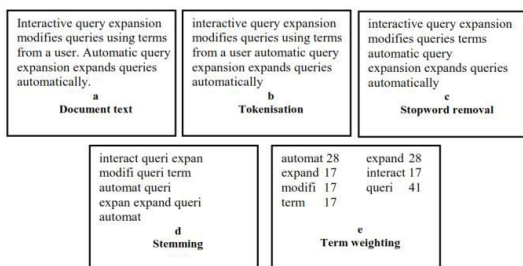 Interactive query expansion
modifies queries using terms
from a user. Automatic query
expansion expands queries
automatically.
a
Document text
interactive query expansion
modifies queries using terms
from a user automatic query
expansion expands queries
automatically
b
Tokenisation
interactive query expansion
modifies queries terms
automatic query
expansion expands queries
automatically
c
Stopword removal
interact queri expan
modifi queri term
automat queri
expan expand queri
automat
d
Stemming
automat 28 expand 28
expand 17 interact 17
modifi 17 queri 41
term 17
e
Term weighting